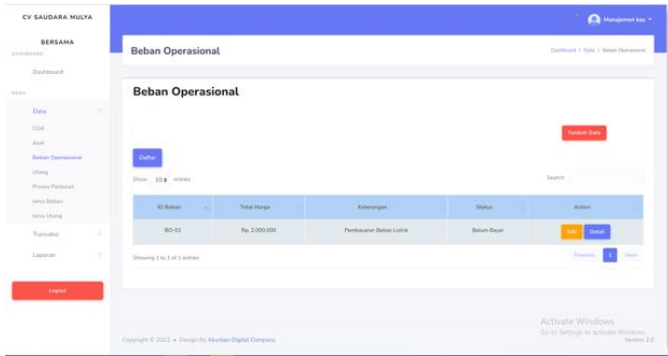 CV SAUDARA MULYA
BERSAMA
Manajemen kas
DASHBOARD
Dashboard
MENU
Data
COA
Aset
Beban Operasional
Utang
Proses Perbulan
Jenis Beban
Jenis Utang
Transaksi
Laporan
Logout
Beban Operasional
Dashboard / Data / Beban Operasional
Beban Operasional
Tambah Data
Daftar
Show 10 entries
Search:
ID Beban Total Harga Keterangan Status Action
BO-01 Rp. 2.000.000 Pembayaran Beban Listrik Belum Bayar Edit Detail
Showing 1 to 1 of 1 entries
Previous 1 Next
Activate Windows
Go to Settings to activate Windows.
Copyright © 2022 • Design By Akuntan Digital Company
Version 2.0